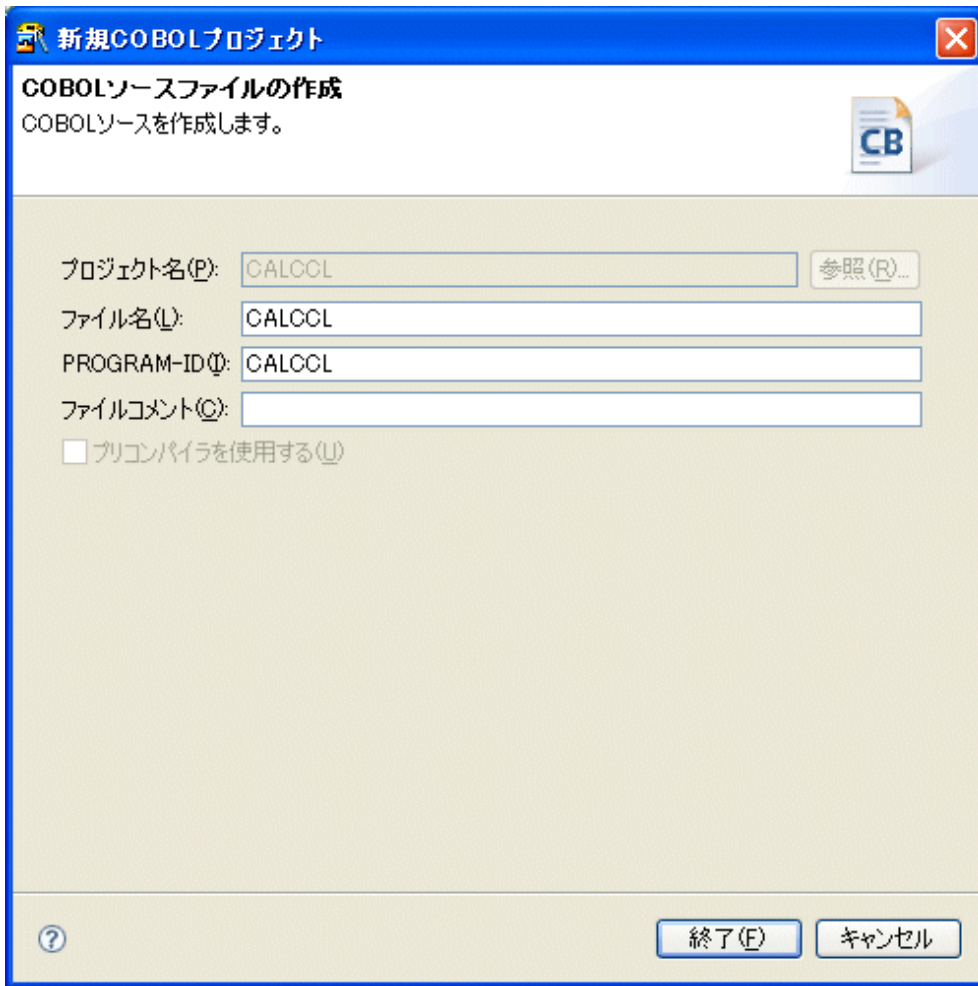 新規COBOLプロジェクト
COBOLソースファイルの作成
COBOLソースを作成します。
CB
プロジェクト名(P): CALCCL 参照(R)...
ファイル名(L): CALCCL
PROGRAM-ID(I): CALCCL
ファイルコメント(C):
プリコンパイラを使用する(U)
? 終了(F) キャンセル